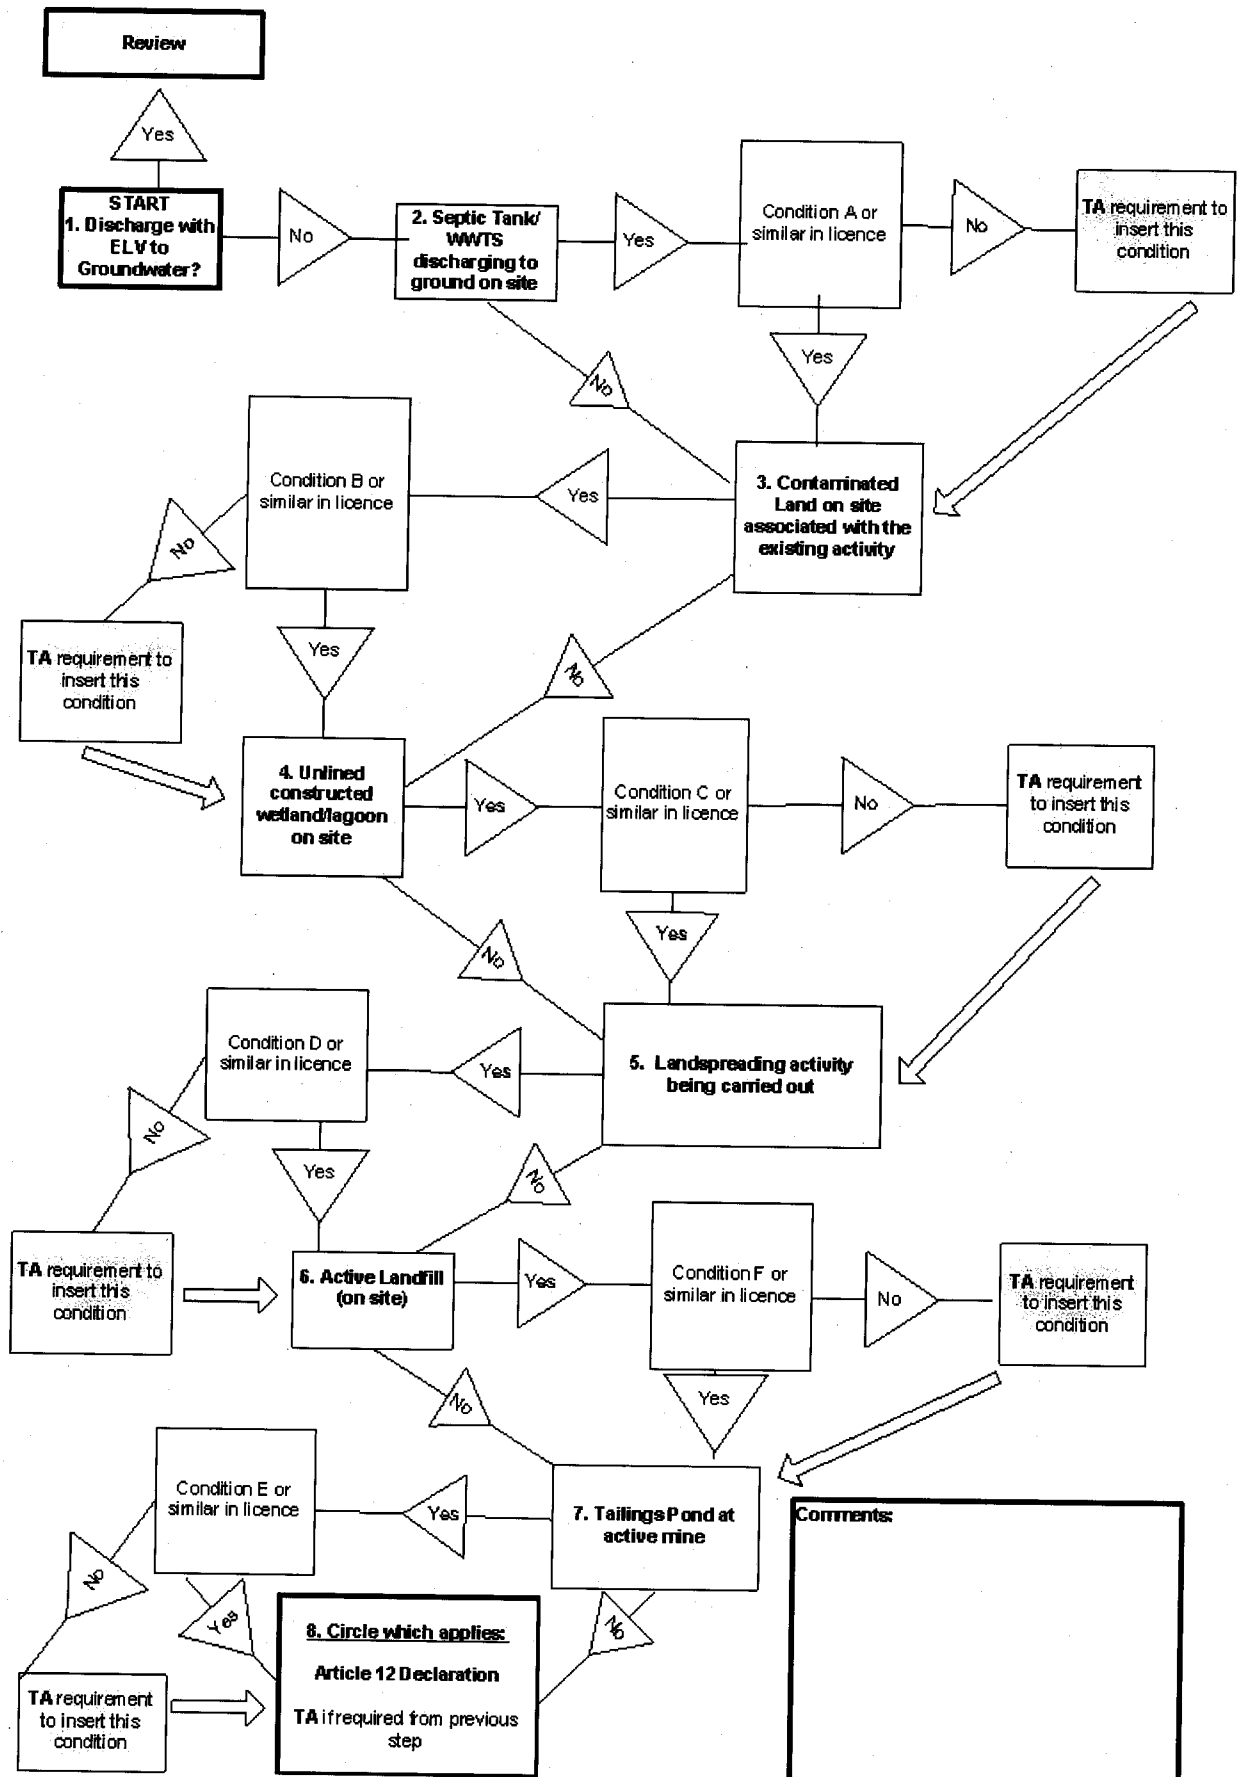 Review
Yes
START
1. Discharge with
ELV to
Groundwater?
No
2. Septic Tank/
WWTS
discharging to
ground on site
Yes
Condition A or
similar in licence
No
TA requirement to
insert this
condition
Yes
No
3. Contaminated
Land on site
associated with the
existing activity
Yes
Condition B or
similar in licence
No
TA requirement to
insert this
condition
Yes
No
4. Unlined
constructed
wetland/lagoon
on site
Yes
Condition C or
similar in licence
No
TA requirement
to insert this
condition
Yes
No
5. Landspreading activity
being carried out
Yes
Condition D or
similar in licence
No
TA requirement to
insert this
condition
Yes
No
6. Active Landfill
(on site)
Yes
Condition F or
similar in licence
No
TA requirement
to insert this
condition
Yes
No
7. Tailings Pond at
active mine
Yes
Condition E or
similar in licence
No
TA requirement
to insert this
condition
Yes
No
8. Circle which applies:
Article 12 Declaration
TA if required from previous
step
Comments: